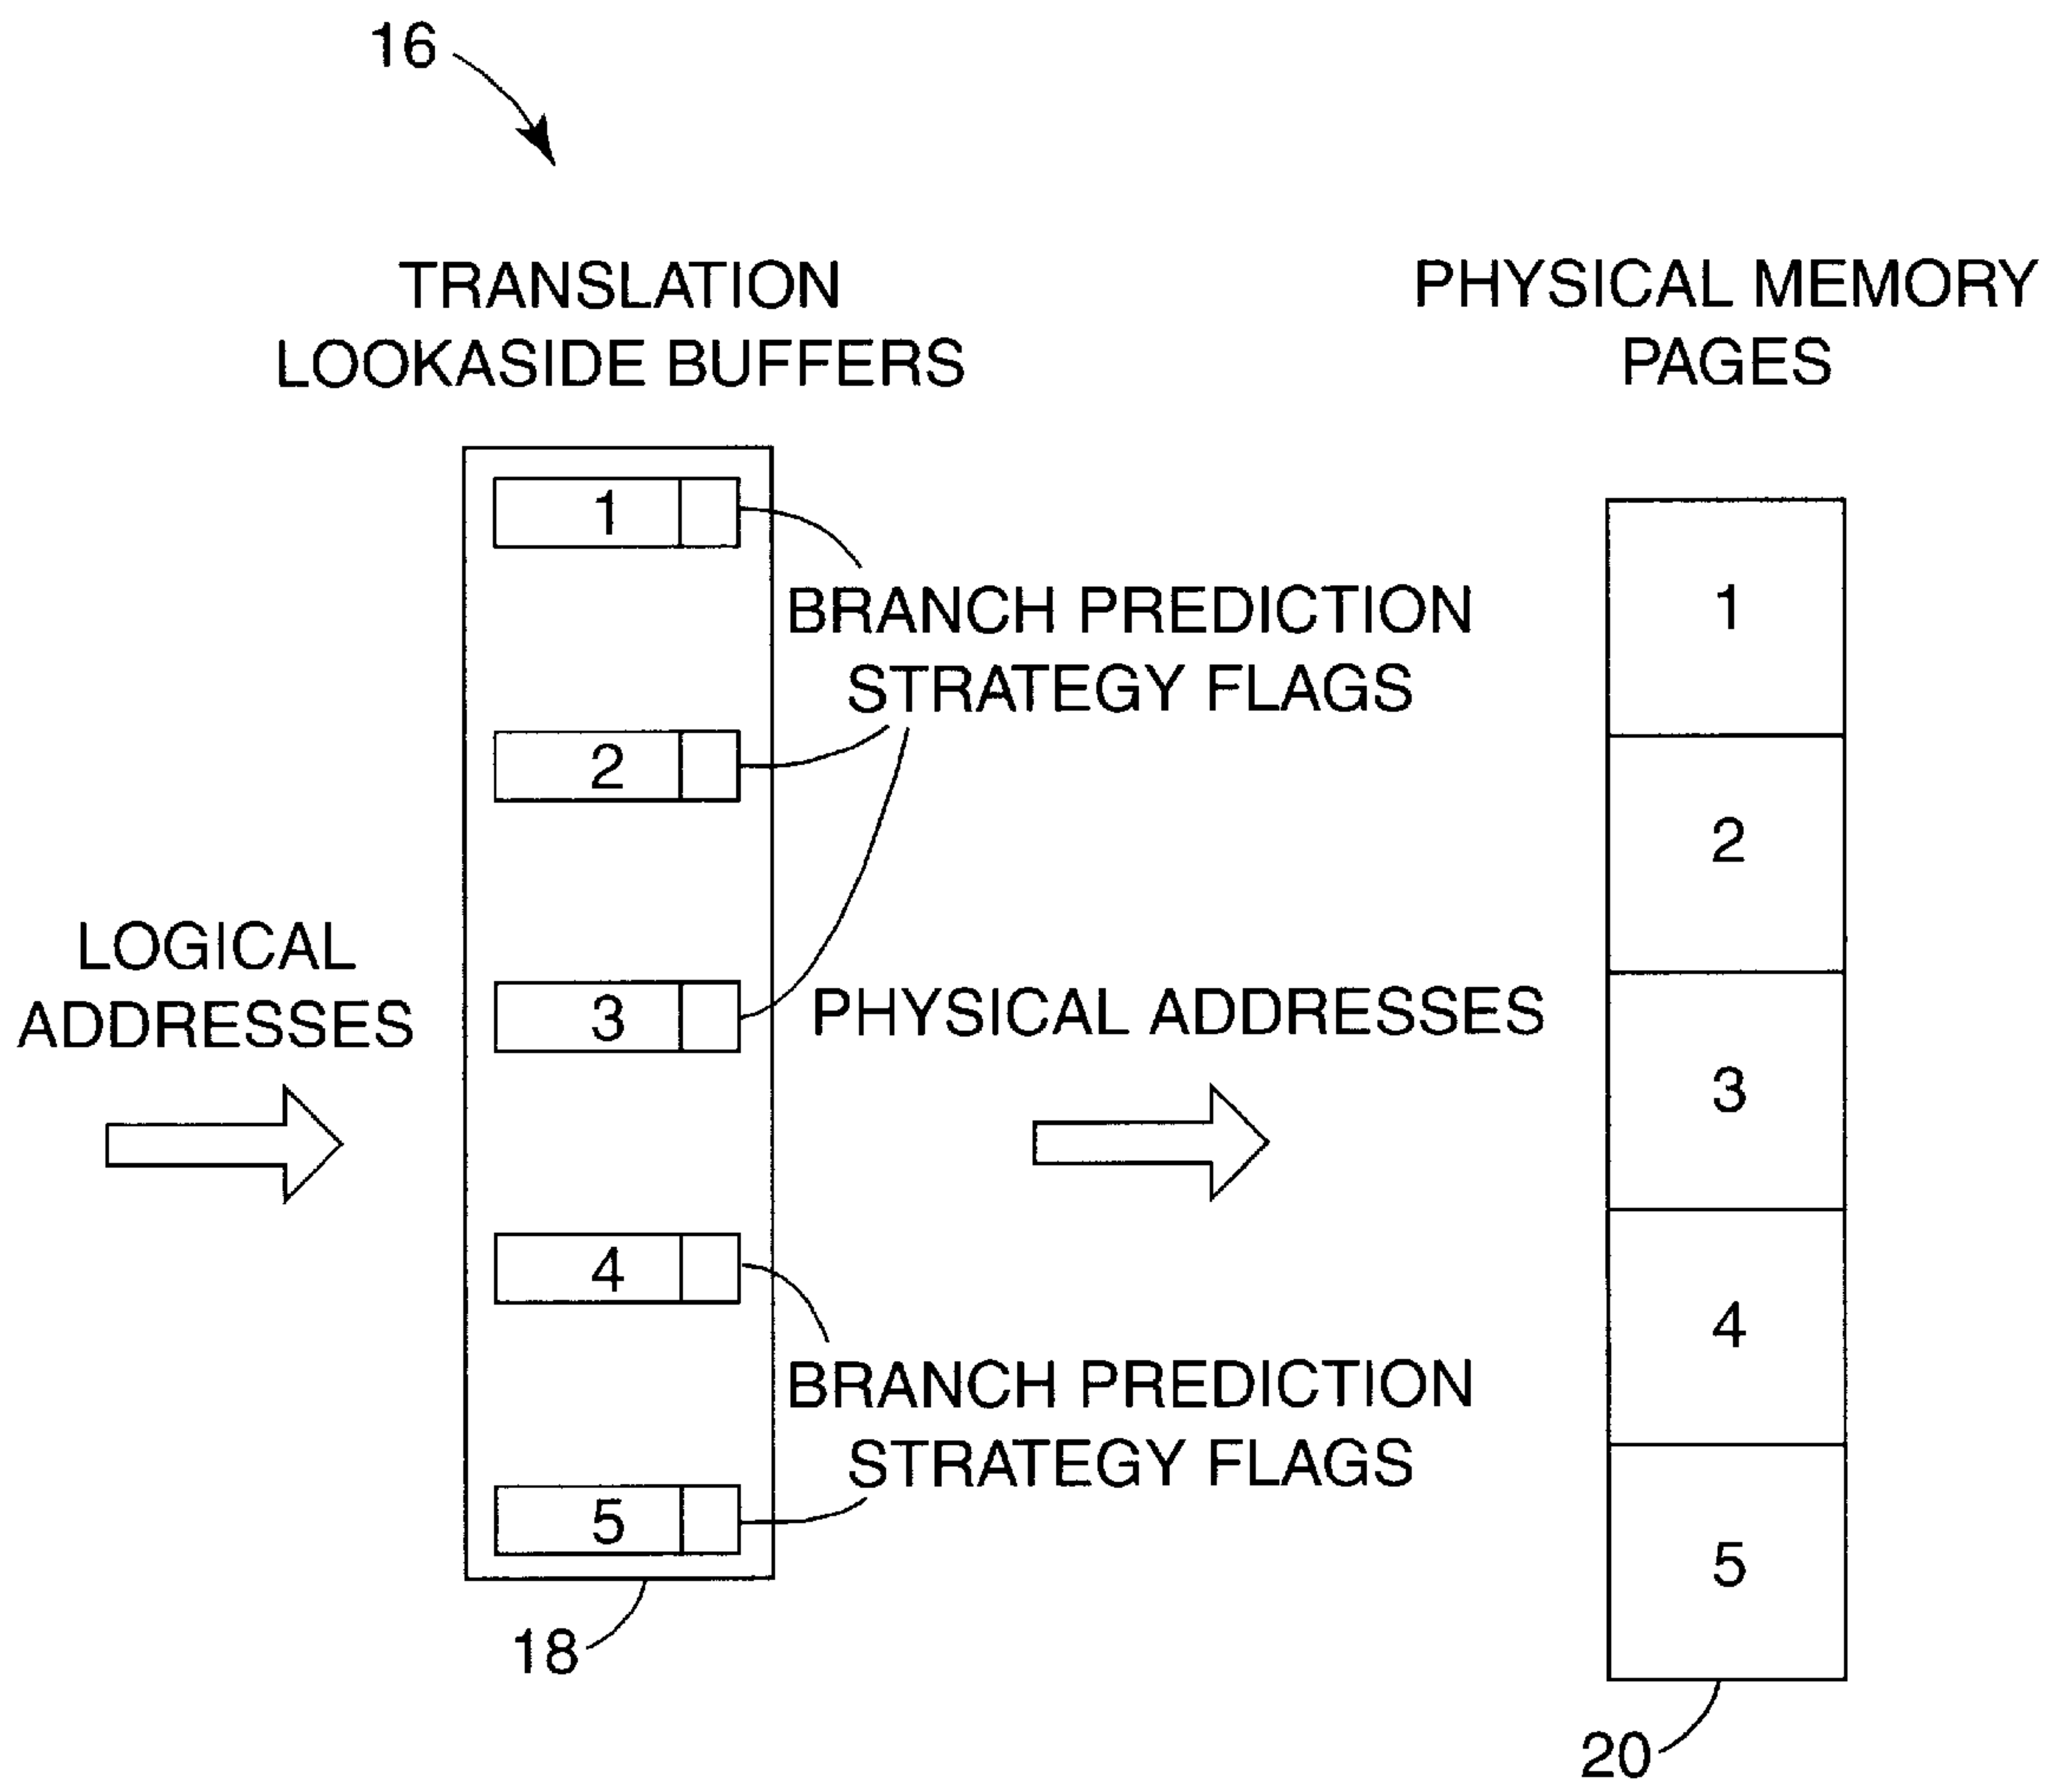 16
TRANSLATION
LOOKASIDE BUFFERS
PHYSICAL MEMORY
PAGES
1
BRANCH PREDICTION
STRATEGY FLAGS
2
3
LOGICAL
ADDRESSES
PHYSICAL ADDRESSES
4
BRANCH PREDICTION
STRATEGY FLAGS
5
18
1
2
3
4
5
20